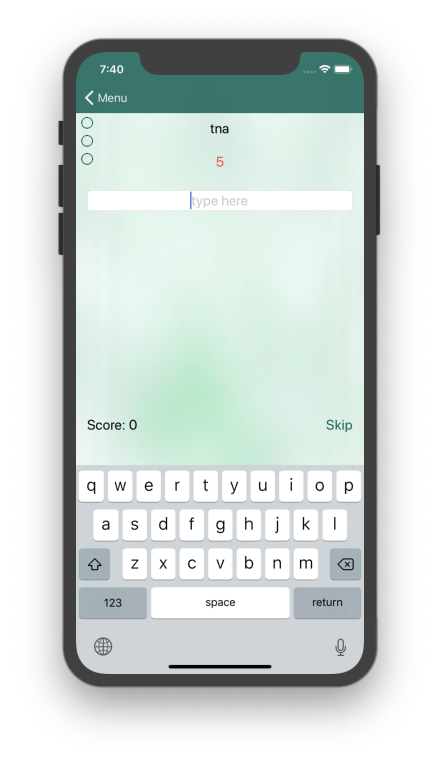 7:40
Menu
tna
5
type here
Score: 0
Skip
q w e r t y u i o p
a s d f g h j k l
z x c v b n m
123 space return